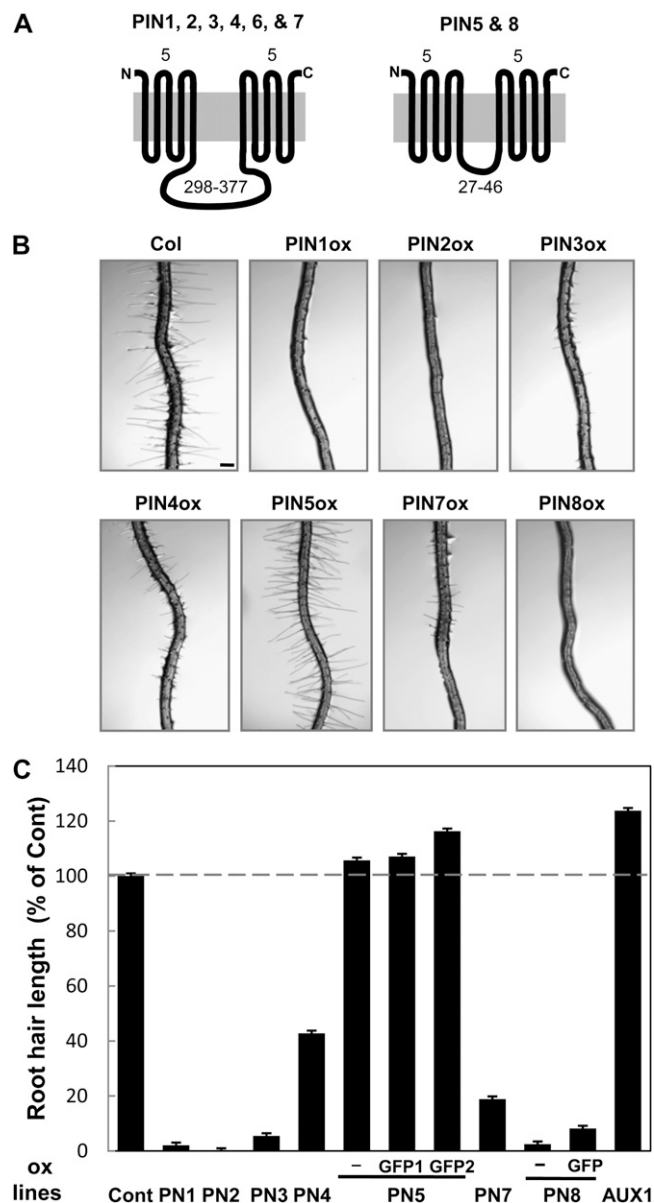 A
PIN1, 2, 3, 4, 6, & 7
PIN5 & 8
5
5
5
5
N
C
N
C
298-377
27-46
B
Col
PIN1ox
PIN2ox
PIN3ox
PIN4ox
PIN5ox
PIN7ox
PIN8ox
C
Root hair length (% of Cont)
140
120
100
80
60
40
20
0
ox
lines
– GFP1 GFP2
– GFP
Cont PN1 PN2 PN3 PN4 PN5 PN7 PN8 AUX1